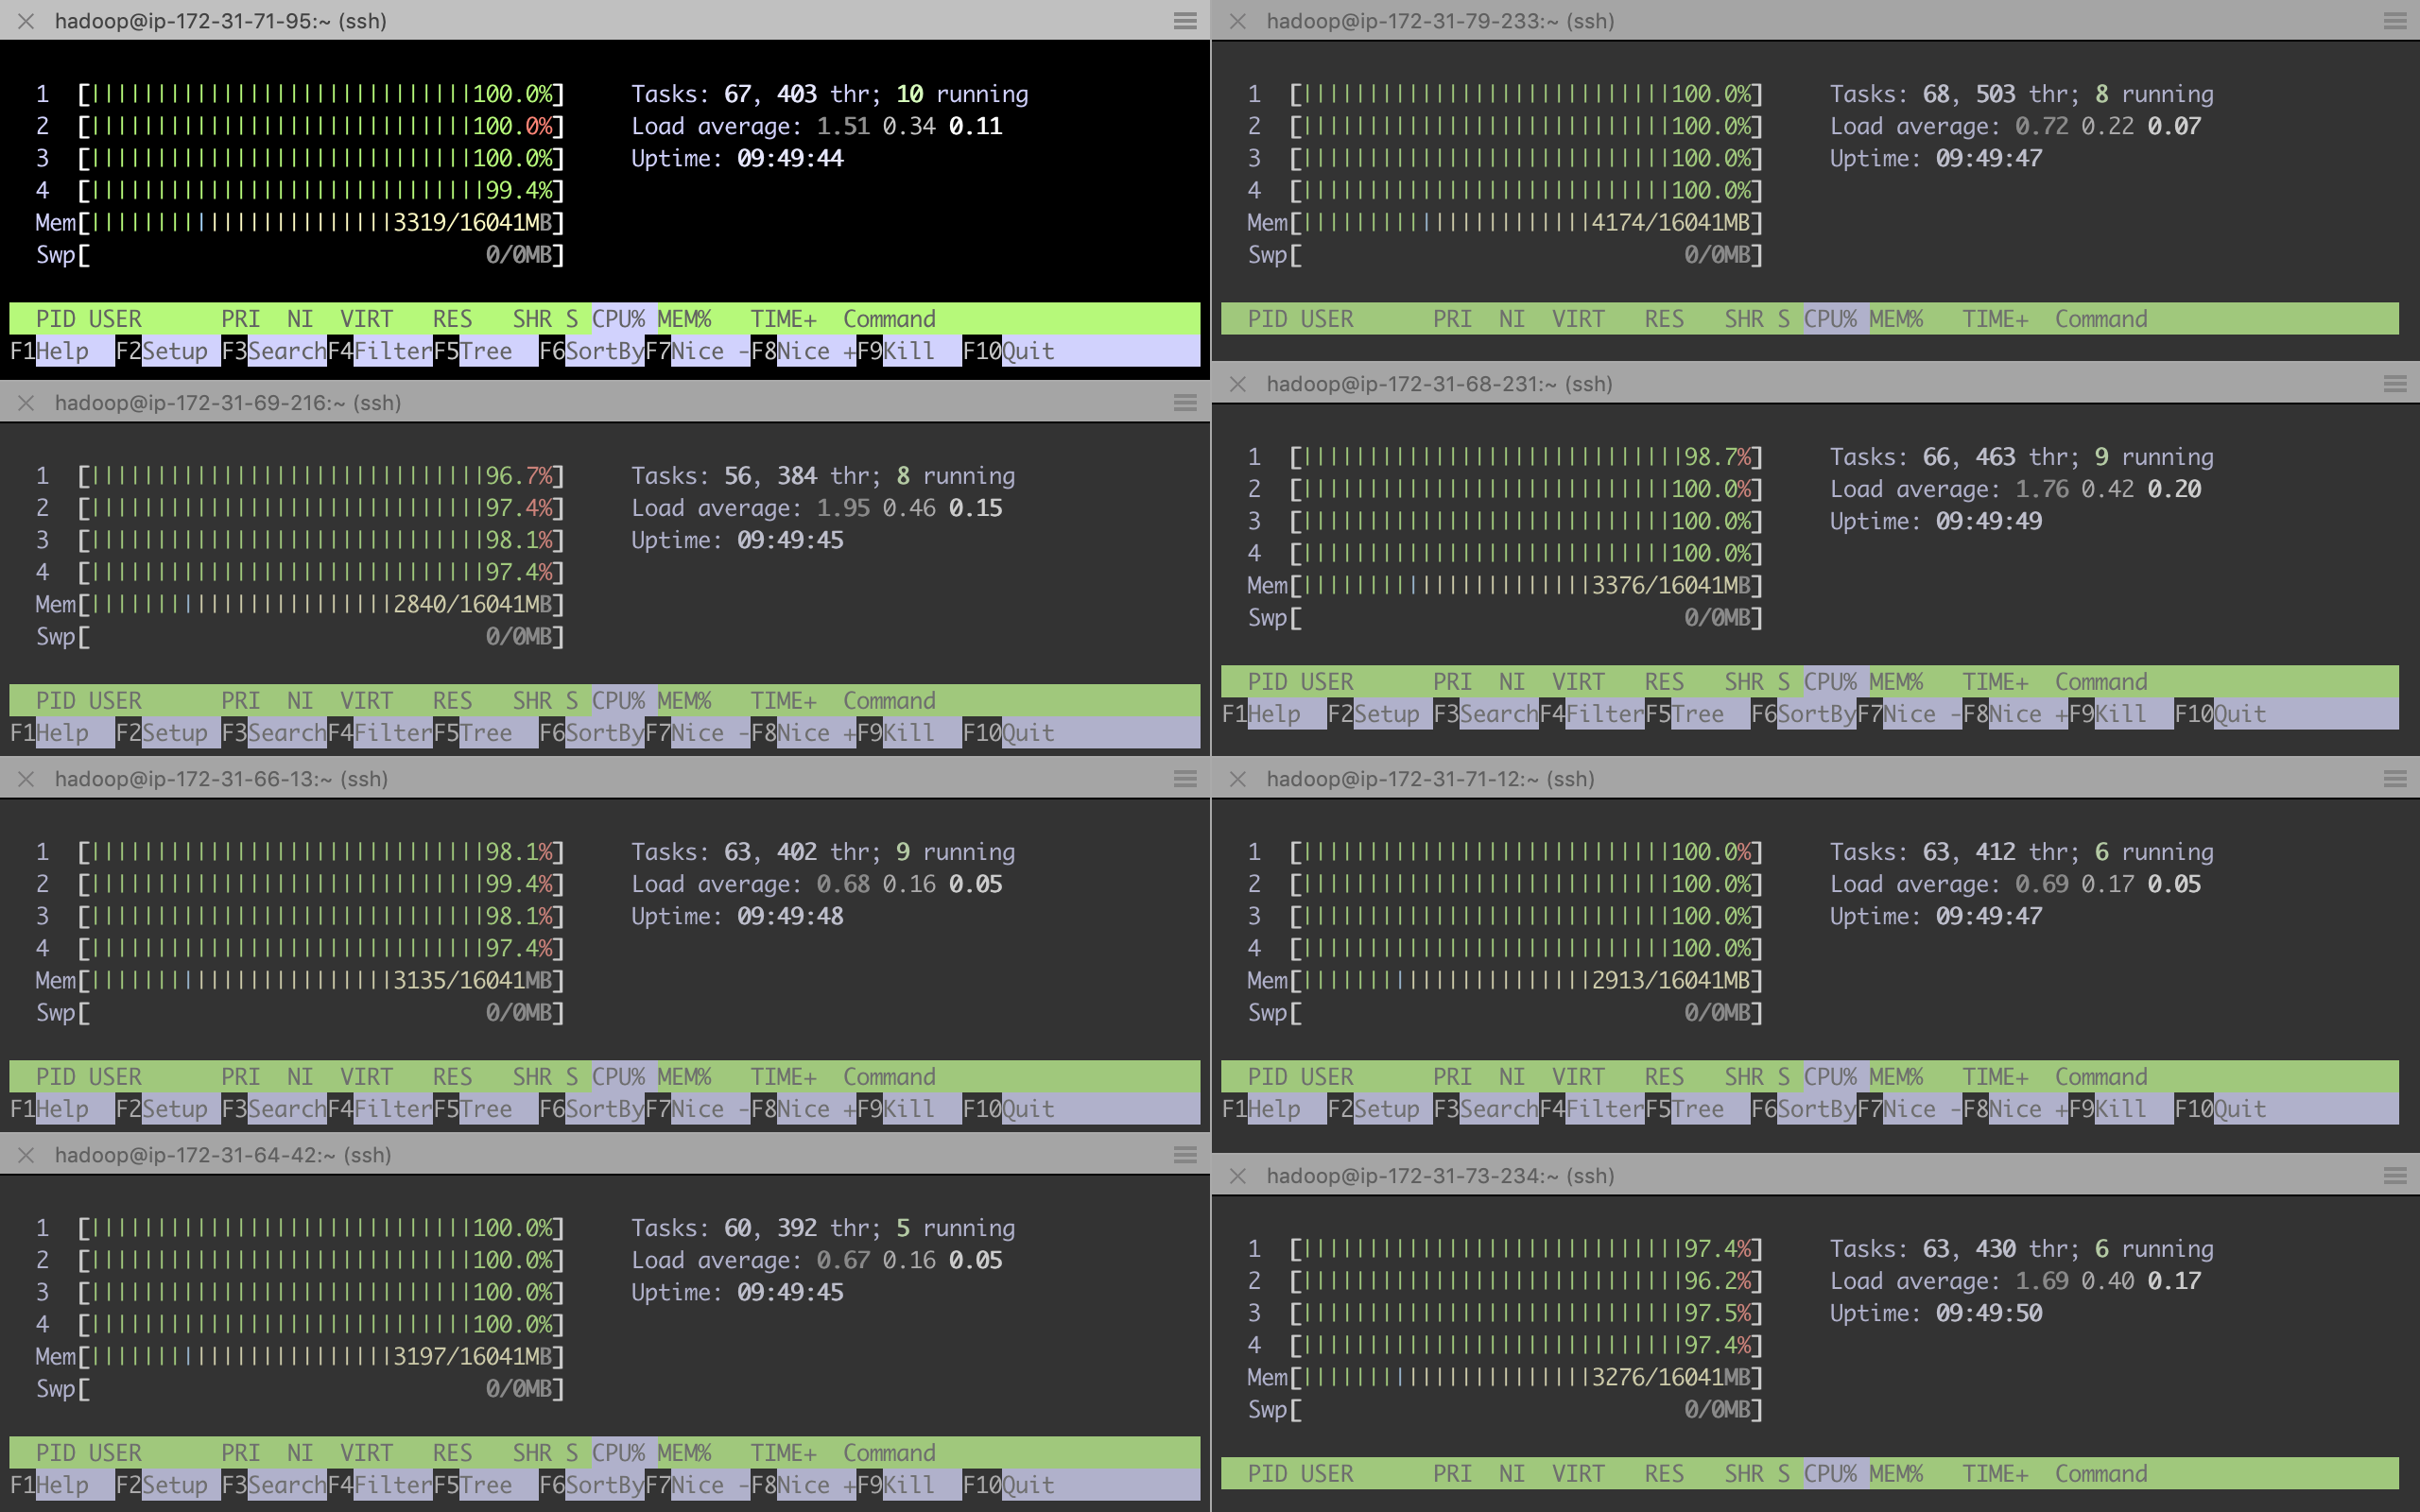 hadoop@ip-172-31-71-95:~ (ssh)
1 [100.0%] Tasks: 67, 403 thr; 10 running
2 [100.0%] Load average: 1.51 0.34 0.11
3 [100.0%] Uptime: 09:49:44
4 [99.4%]
Mem[3319/16041MB]
Swp[0/0MB]
PID USER PRI NI VIRT RES SHR S CPU% MEM% TIME+ Command
F1Help F2Setup F3SearchF4FilterF5Tree F6SortByF7Nice -F8Nice +F9Kill F10Quit
hadoop@ip-172-31-69-216:~ (ssh)
1 [96.7%] Tasks: 56, 384 thr; 8 running
2 [97.4%] Load average: 1.95 0.46 0.15
3 [98.1%] Uptime: 09:49:45
4 [97.4%]
Mem[2840/16041MB]
Swp[0/0MB]
PID USER PRI NI VIRT RES SHR S CPU% MEM% TIME+ Command
F1Help F2Setup F3SearchF4FilterF5Tree F6SortByF7Nice -F8Nice +F9Kill F10Quit
hadoop@ip-172-31-66-13:~ (ssh)
1 [98.1%] Tasks: 63, 402 thr; 9 running
2 [99.4%] Load average: 0.68 0.16 0.05
3 [98.1%] Uptime: 09:49:48
4 [97.4%]
Mem[3135/16041MB]
Swp[0/0MB]
PID USER PRI NI VIRT RES SHR S CPU% MEM% TIME+ Command
F1Help F2Setup F3SearchF4FilterF5Tree F6SortByF7Nice -F8Nice +F9Kill F10Quit
hadoop@ip-172-31-64-42:~ (ssh)
1 [100.0%] Tasks: 60, 392 thr; 5 running
2 [100.0%] Load average: 0.67 0.16 0.05
3 [100.0%] Uptime: 09:49:45
4 [100.0%]
Mem[3197/16041MB]
Swp[0/0MB]
PID USER PRI NI VIRT RES SHR S CPU% MEM% TIME+ Command
F1Help F2Setup F3SearchF4FilterF5Tree F6SortByF7Nice -F8Nice +F9Kill F10Quit
hadoop@ip-172-31-79-233:~ (ssh)
1 [100.0%] Tasks: 68, 503 thr; 8 running
2 [100.0%] Load average: 0.72 0.22 0.07
3 [100.0%] Uptime: 09:49:47
4 [100.0%]
Mem[4174/16041MB]
Swp[0/0MB]
PID USER PRI NI VIRT RES SHR S CPU% MEM% TIME+ Command
hadoop@ip-172-31-68-231:~ (ssh)
1 [98.7%] Tasks: 66, 463 thr; 9 running
2 [100.0%] Load average: 1.76 0.42 0.20
3 [100.0%] Uptime: 09:49:49
4 [100.0%]
Mem[3376/16041MB]
Swp[0/0MB]
PID USER PRI NI VIRT RES SHR S CPU% MEM% TIME+ Command
F1Help F2Setup F3SearchF4FilterF5Tree F6SortByF7Nice -F8Nice +F9Kill F10Quit
hadoop@ip-172-31-71-12:~ (ssh)
1 [100.0%] Tasks: 63, 412 thr; 6 running
2 [100.0%] Load average: 0.69 0.17 0.05
3 [100.0%] Uptime: 09:49:47
4 [100.0%]
Mem[2913/16041MB]
Swp[0/0MB]
PID USER PRI NI VIRT RES SHR S CPU% MEM% TIME+ Command
F1Help F2Setup F3SearchF4FilterF5Tree F6SortByF7Nice -F8Nice +F9Kill F10Quit
hadoop@ip-172-31-73-234:~ (ssh)
1 [97.4%] Tasks: 63, 430 thr; 6 running
2 [96.2%] Load average: 1.69 0.40 0.17
3 [97.5%] Uptime: 09:49:50
4 [97.4%]
Mem[3276/16041MB]
Swp[0/0MB]
PID USER PRI NI VIRT RES SHR S CPU% MEM% TIME+ Command